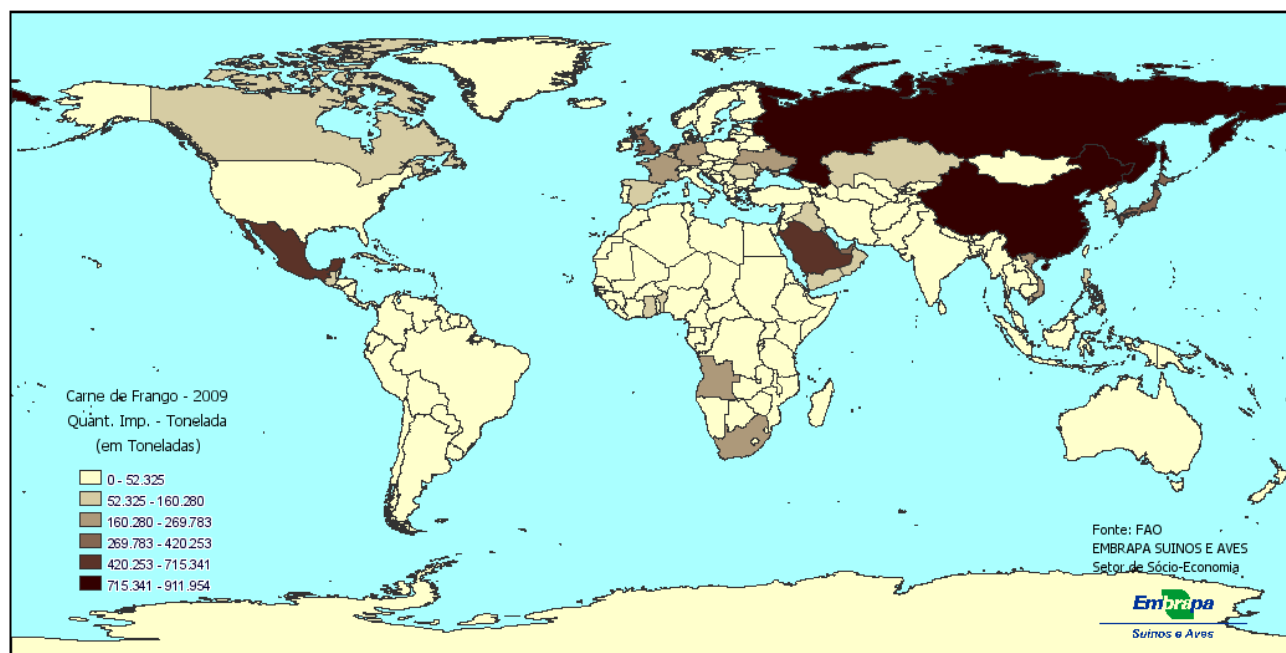 Carne de Frango - 2009
Quant. Imp. - Tonelada
(em Toneladas)
0 - 52.325
52.325 - 160.280
160.280 - 269.783
269.783 - 420.253
420.253 - 715.341
715.341 - 911.954
Fonte: FAO
EMBRAPA SUINOS E AVES
Setor de Sócio-Economia
Embrapa
Suínos e Aves